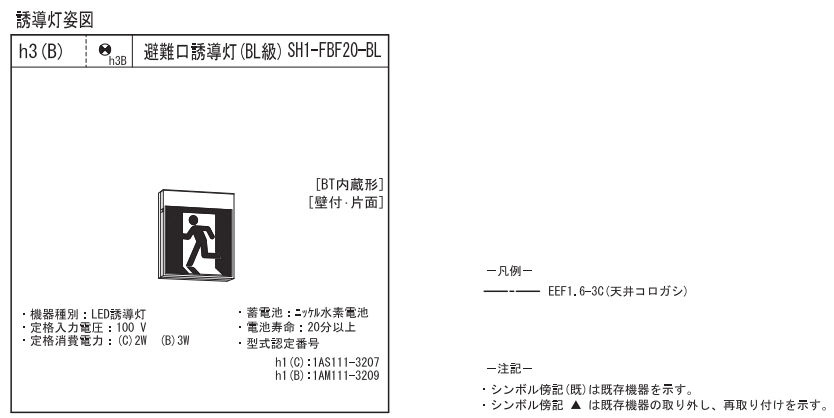 誘導灯姿図
h3(B) h3B 避難口誘導灯(BL級) SH1-FBF20-BL
[BT内蔵形]
[壁付·片面]
・機器種別：LED誘導灯
・定格入力電圧：100 V
・定格消費電力：(C)2W (B)3W
・蓄電池：ニッケル水素電池
・電池寿命：20分以上
・型式認定番号
h1(C)：1AS111-3207
h1(B)：1AM111-3209
－凡例－
EEF1.6-3C(天井コロガシ)
－注記－
・シンボル傍記(既)は既存機器を示す。
・シンボル傍記 ▲ は既存機器の取り外し、再取り付けを示す。